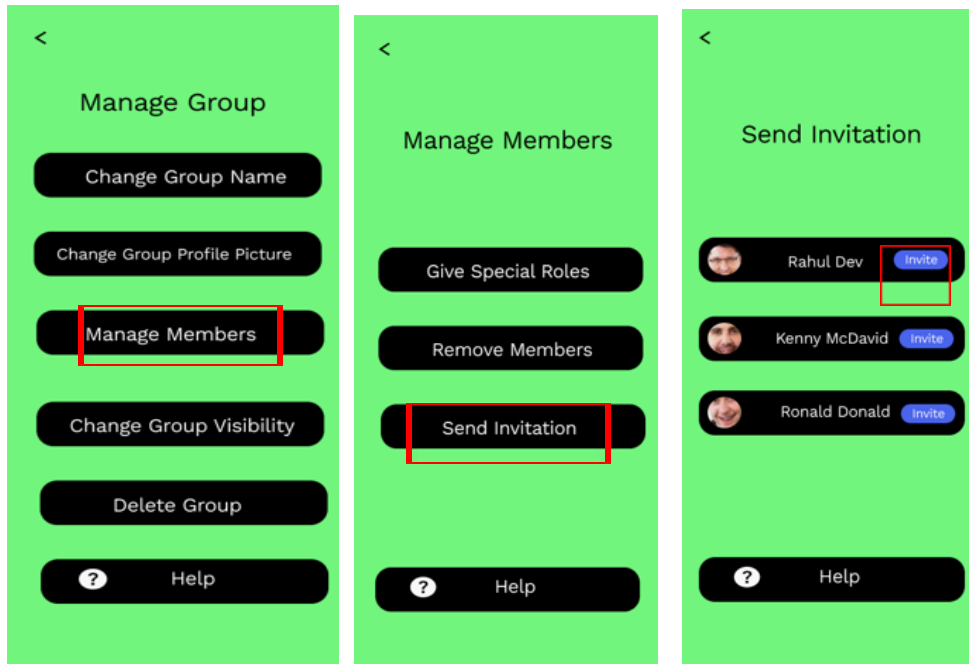 <
Manage Group
Change Group Name
Change Group Profile Picture
Manage Members
Change Group Visibility
Delete Group
? Help
<
Manage Members
Give Special Roles
Remove Members
Send Invitation
? Help
<
Send Invitation
Rahul Dev Invite
Kenny McDavid Invite
Ronald Donald Invite
? Help